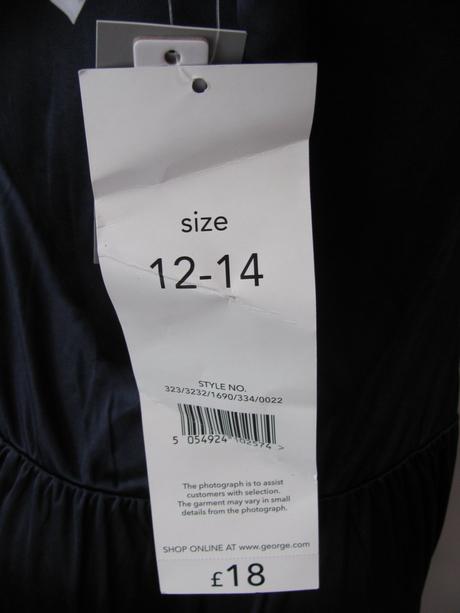 size
12-14
STYLE NO.
323/3232/1690/334/0022
5 054924 102574 >
The photograph is to assist
customers with selection.
The garment may vary in small
details from the photograph.
SHOP ONLINE AT www.george.com
£18